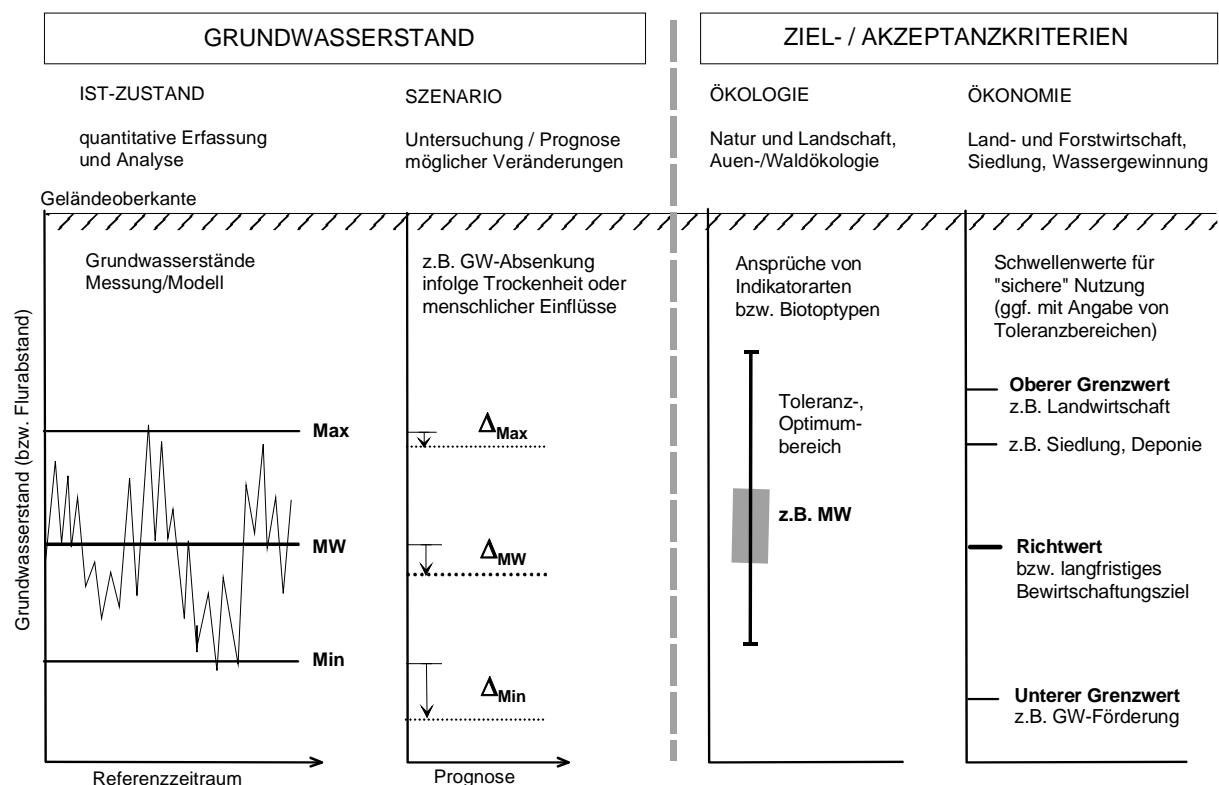 GRUNDWASSERSTAND
ZIEL- / AKZEPTANZKRITERIEN
IST-ZUSTAND
quantitative Erfassung
und Analyse
SZENARIO
Untersuchung / Prognose
möglicher Veränderungen
ÖKOLOGIE
Natur und Landschaft,
Auen-/Waldökologie
ÖKONOMIE
Land- und Forstwirtschaft,
Siedlung, Wassergewinnung
Geländeoberkante
Grundwasserstand (bzw. Flurabstand)
Grundwasserstände
Messung/Modell
Max
MW
Min
Referenzzeitraum
z.B. GW-Absenkung
infolge Trockenheit oder
menschlicher Einflüsse
Δ Max
Δ MW
Δ Min
Prognose
Ansprüche von
Indikatorarten
bzw. Biotoptypen
Toleranz-,
Optimum-
bereich
z.B. MW
Schwellenwerte für
"sichere" Nutzung
(ggf. mit Angabe von
Toleranzbereichen)
Oberer Grenzwert
z.B. Landwirtschaft
z.B. Siedlung, Deponie
Richtwert
bzw. langfristiges
Bewirtschaftungsziel
Unterer Grenzwert
z.B. GW-Förderung